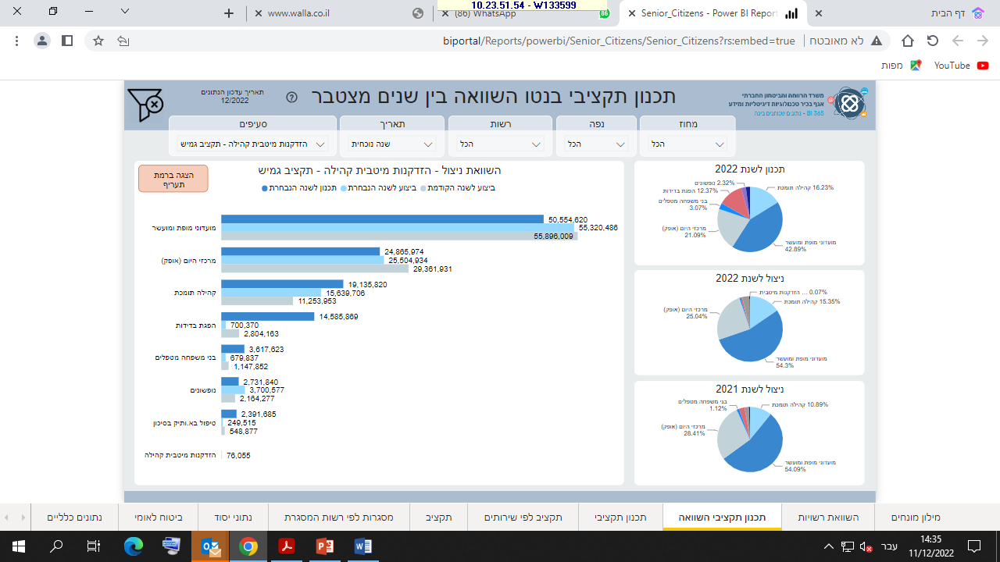 10.23.51.54 - W133599
www.walla.co.il
(86) WhatsApp
86
Senior_Citizens - Power BI Report
דף הבית
biportal/Reports/powerbi/Senior_Citizens/Senior_Citizens?rs:embed=true
לא מאובטח
YouTube
מפות
משרד הרווחה והביטחון החברתי
אגף בכיר טכנולוגיות דיגיטליות ומידע
BI 365 - נתונים שנותנים בינה
תכנון תקציבי בנטו השוואה בין שנים מצטבר
תאריך עדכון הנתונים
12/2022
מחוז
הכל
נפה
הכל
רשות
הכל
תאריך
שנה נוכחית
סעיפים
הזדקנות מיטבית קהילה - תקציב גמיש
השוואת ניצול - הזדקנות מיטבית קהילה - תקציב גמיש
הצגה ברמת
תעריף
תכנון לשנה הנבחרת
ביצוע לשנה הנבחרת
ביצוע לשנה הקודמת
מועדוני מופת ומועשר
50,554,620
55,320,486
55,896,009
מרכזי היום (אופק)
24,865,974
25,504,934
29,361,931
קהילה תומכת
19,135,820
15,639,706
11,253,953
הפגת בדידות
14,585,869
700,370
2,804,163
בני משפחה מטפלים
3,617,623
679,837
1,147,852
נופשונים
2,731,840
3,700,577
2,164,277
טיפול בא.ותיק בסיכון
2,391,685
249,515
548,877
הזדקנות מיטבית קהילה
76,055
תכנון לשנת 2022
נופשונים 2.32%
קהילה תומכת 16.23%
הפגת בדידות 12.37%
בני משפחה מטפלים
3.07%
מרכזי היום (אופק)
21.09%
מועדוני מופת ומועשר
42.89%
ניצול לשנת 2022
הזדקנות מיטבית ... 0.07%
קהילה תומכת 15.35%
מרכזי היום (אופק)
25.04%
מועדוני מופת ומועשר
54.3%
ניצול לשנת 2021
בני משפחה מטפלים
1.12%
קהילה תומכת 10.89%
מרכזי היום (אופק)
28.41%
מועדוני מופת ומועשר
54.09%
מילון מונחים
השוואת רשויות
תכנון תקציבי השוואה
תכנון תקציבי
תקציב לפי שירותים
תקציב
מסגרות לפי רשות המסגרת
נתוני יסוד
ביטוח לאומי
נתונים כלליים
עבר
14:35
11/12/2022